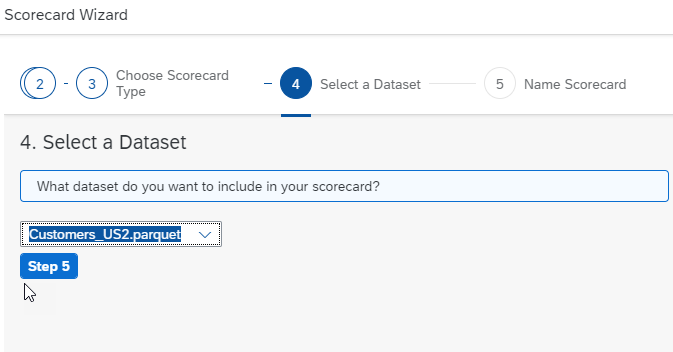 Scorecard Wizard
2 - 3 Choose Scorecard Type – 4 Select a Dataset 5 Name Scorecard
4. Select a Dataset
What dataset do you want to include in your scorecard?
Customers_US2.parquet
Step 5